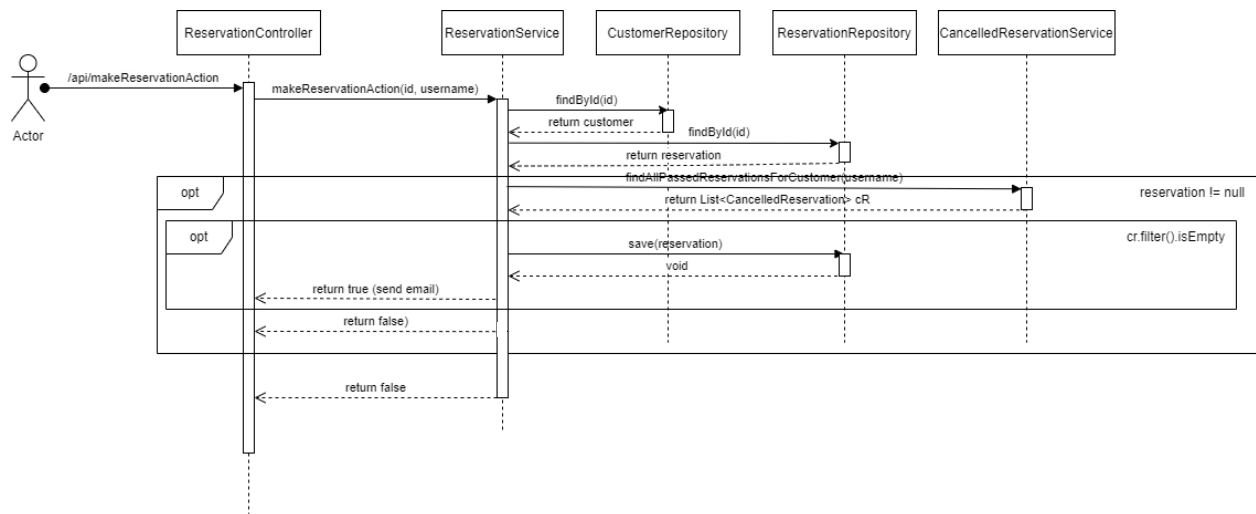 ReservationController
ReservationService
CustomerRepository
ReservationRepository
CancelledReservationService
/api/makeReservationAction
Actor
makeReservationAction(id, username)
findById(id)
return customer
findById(id)
return reservation
findAllPassedReservationsForCustomer(username)
opt
reservation != null
return List<CancelledReservation> cR
opt
cr.filter().isEmpty
save(reservation)
void
return true (send email)
return false)
return false